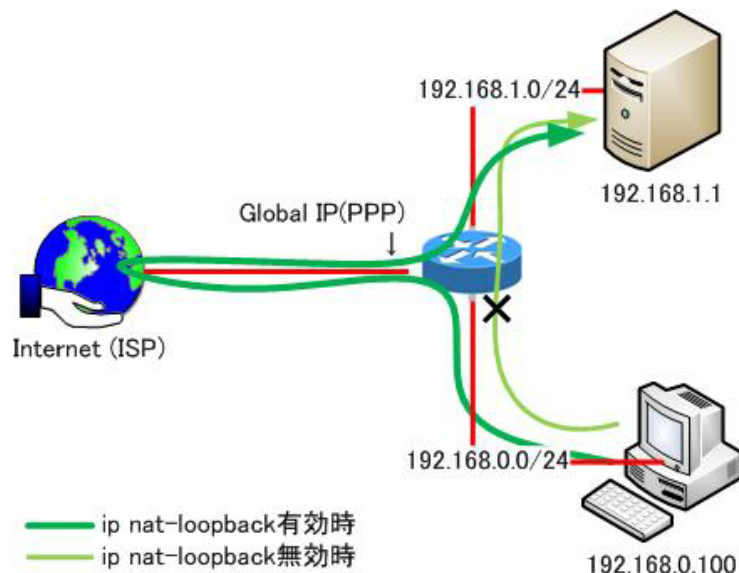 192.168.1.0/24
192.168.1.1
Global IP(PPP)
↓
Internet (ISP)
192.168.0.0/24
ip nat-loopback有効時
ip nat-loopback無効時
192.168.0.100